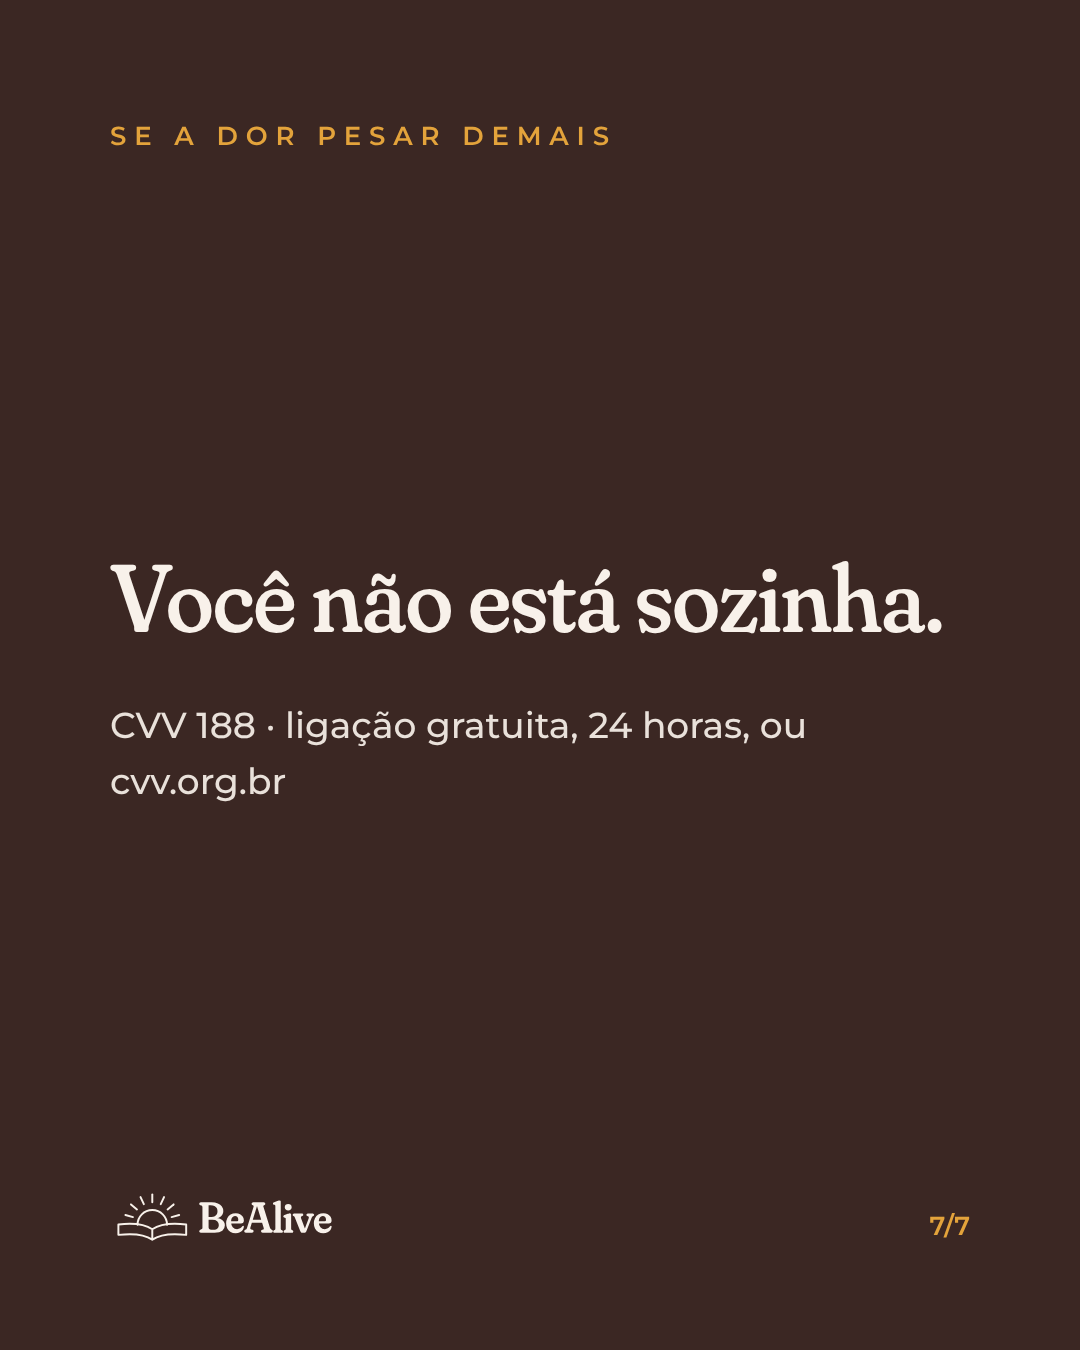 SE A DOR PESAR DEMAIS
Você não está sozinha.
CVV 188 · ligação gratuita, 24 horas, ou
cvv.org.br
BeAlive
7/7